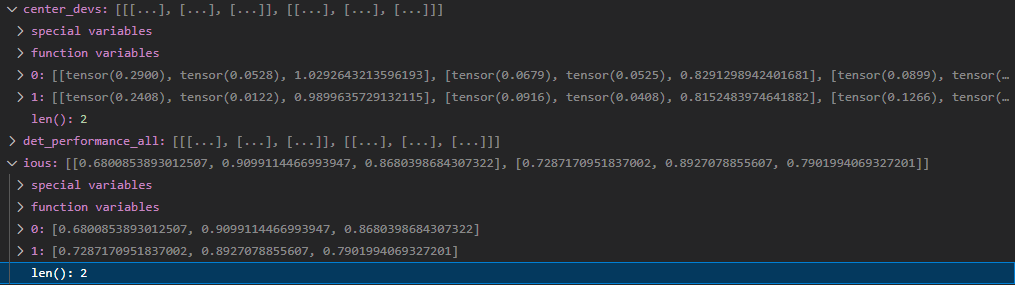 center_devs: [[[...], [...], [...]], [[...], [...], [...]]]
special variables
function variables
0: [[tensor(0.2900), tensor(0.0528), 1.0292643213596193], [tensor(0.0679), tensor(0.0525), 0.8291298942401681], [tensor(0.0899), tensor(…
1: [[tensor(0.2408), tensor(0.0122), 0.9899635729132115], [tensor(0.0916), tensor(0.0408), 0.8152483974641882], [tensor(0.1266), tensor(…
len(): 2
det_performance_all: [[[...], [...], [...]], [[...], [...], [...]]]
ious: [[0.6800853893012507, 0.9099114466993947, 0.8680398684307322], [0.7287170951837002, 0.8927078855607, 0.7901994069327201]]
special variables
function variables
0: [0.6800853893012507, 0.9099114466993947, 0.8680398684307322]
1: [0.7287170951837002, 0.8927078855607, 0.7901994069327201]
len(): 2